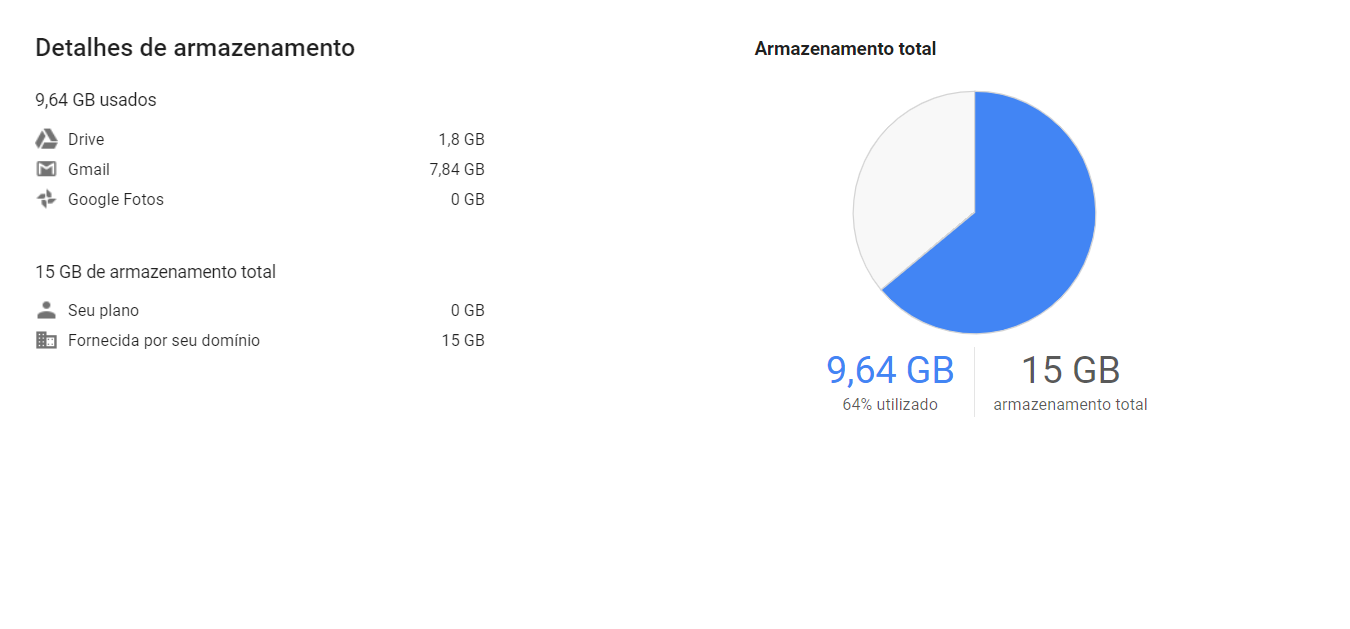 Detalhes de armazenamento
9,64 GB usados
Drive 1,8 GB
Gmail 7,84 GB
Google Fotos 0 GB
15 GB de armazenamento total
Seu plano 0 GB
Fornecida por seu domínio 15 GB
Armazenamento total
9,64 GB
64% utilizado
15 GB
armazenamento total